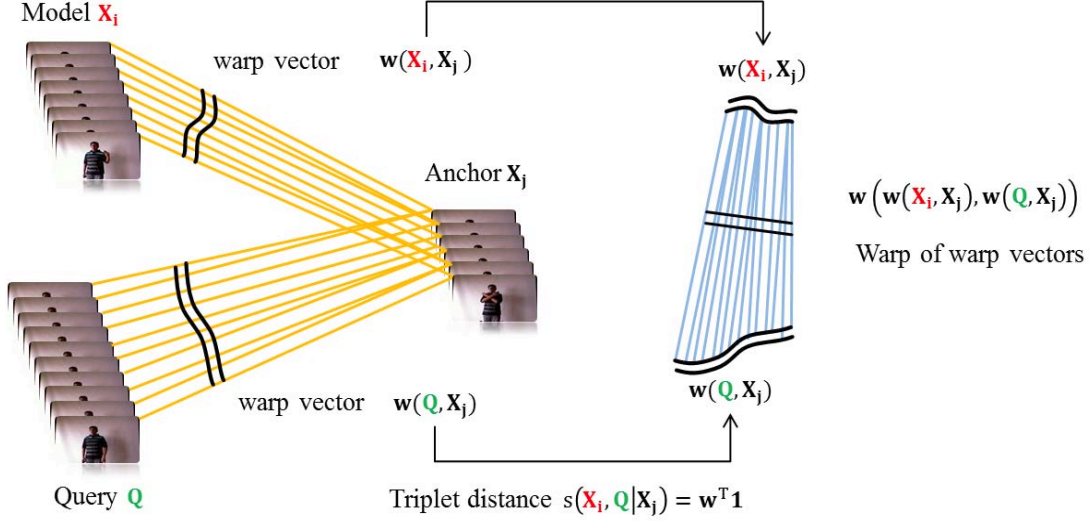 Model Xᵢ
warp vector w(Xᵢ, Xⱼ)
w(Xᵢ, Xⱼ)
Anchor Xⱼ
w(w(Xᵢ, Xⱼ), w(Q, Xⱼ))
Warp of warp vectors
warp vector w(Q, Xⱼ)
w(Q, Xⱼ)
Query Q
Triplet distance s(Xᵢ, Q|Xⱼ) = wᵀ1